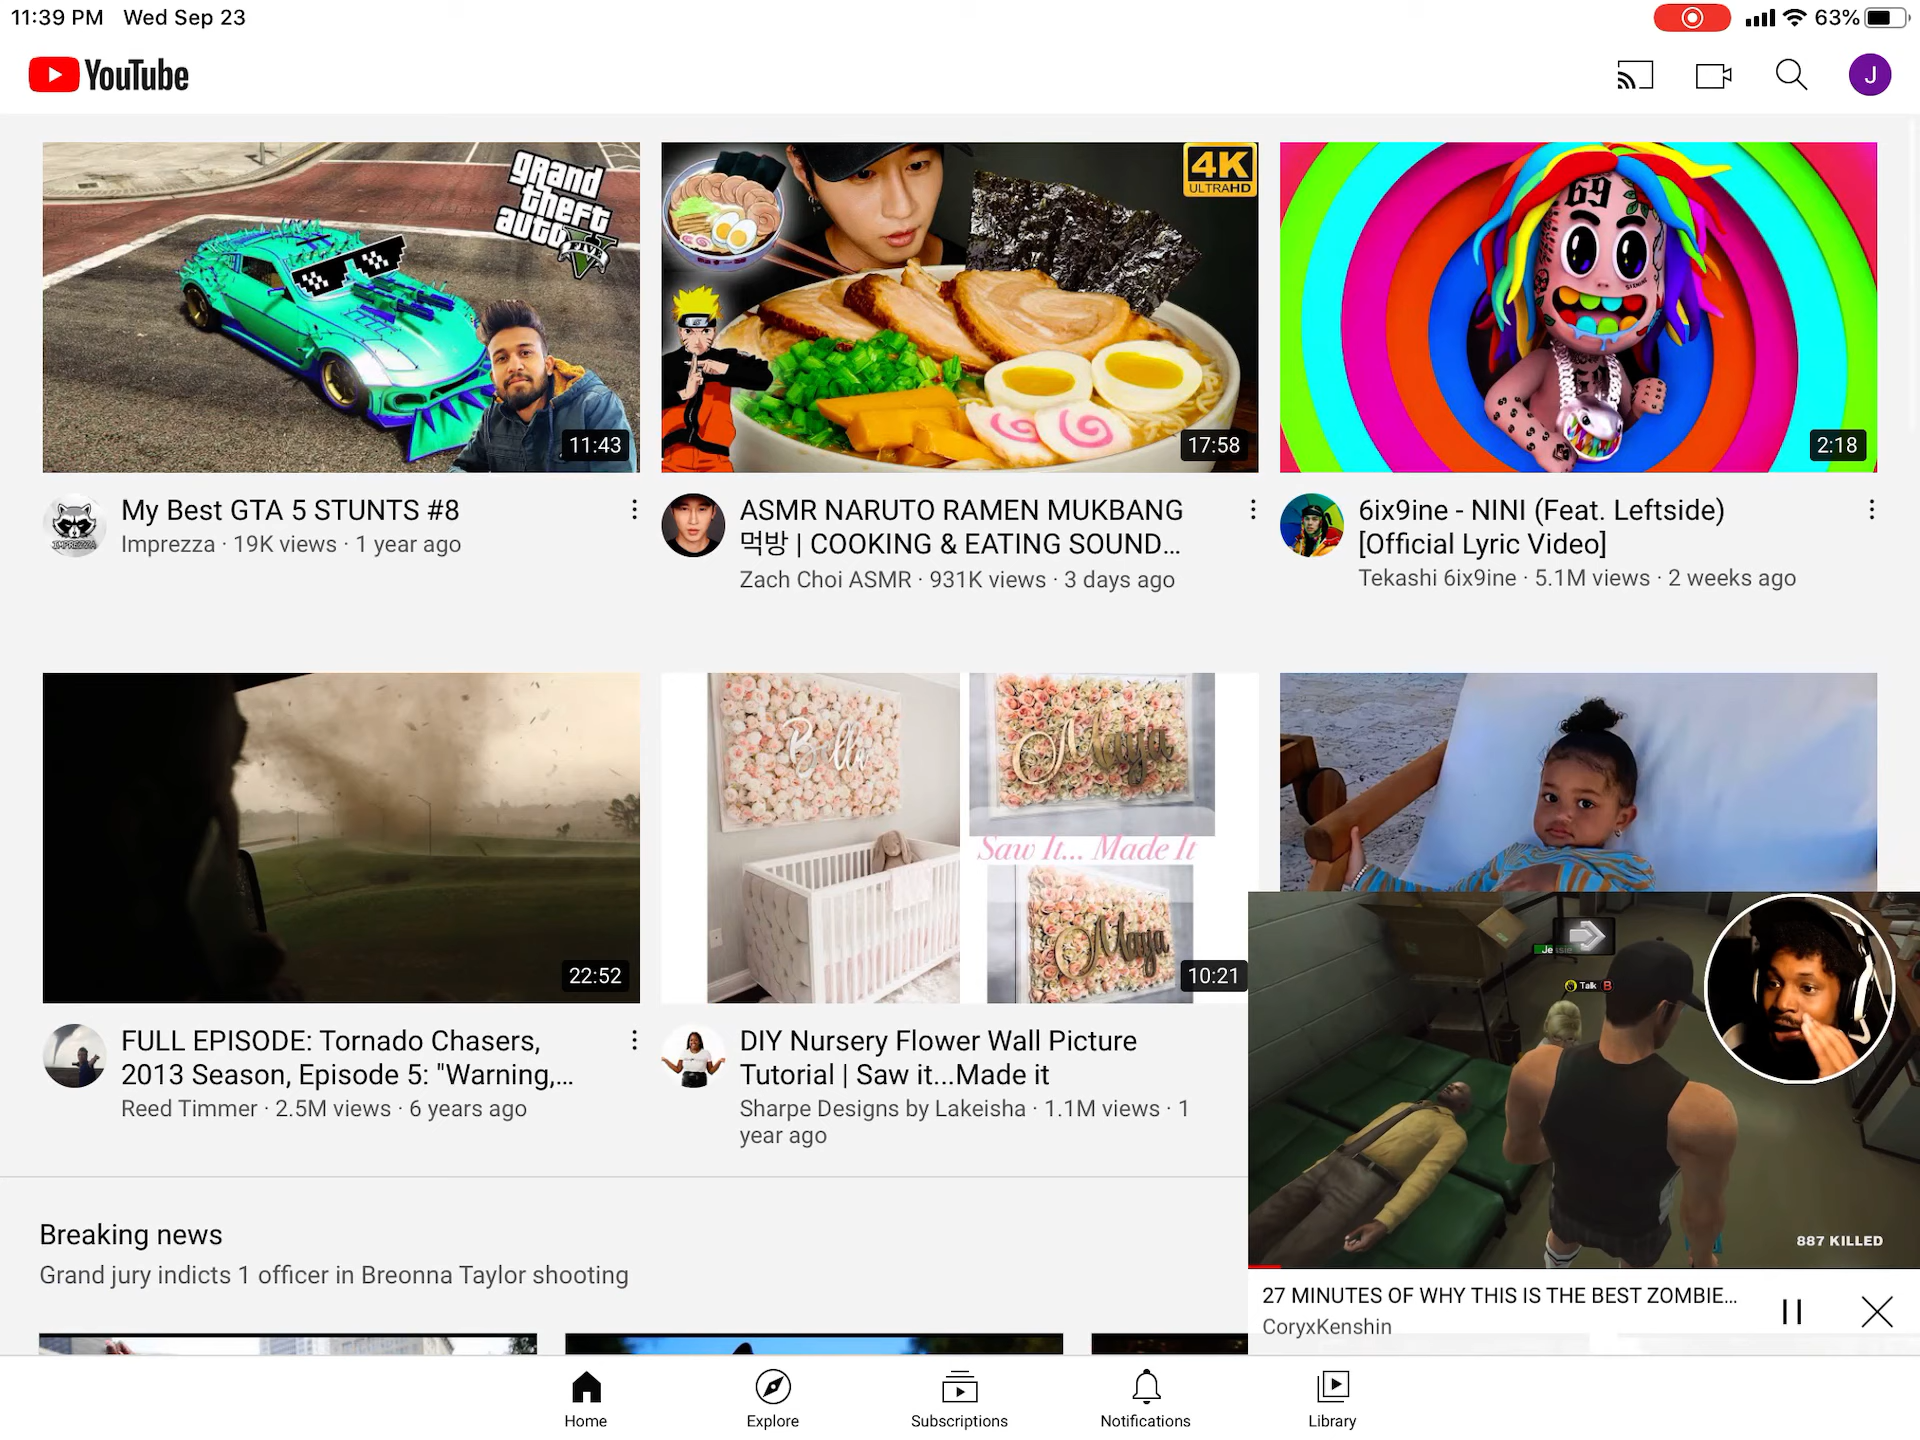 11:39 PM Wed Sep 23
63%
YouTube
J
grand
theft
auto
FIVE
11:43
4K
ULTRAHD
17:58
69
2:18
My Best GTA 5 STUNTS #8
Imprezza · 19K views · 1 year ago
IMPREZZA
ASMR NARUTO RAMEN MUKBANG
먹방 | COOKING & EATING SOUND...
Zach Choi ASMR · 931K views · 3 days ago
6ix9ine - NINI (Feat. Leftside)
[Official Lyric Video]
Tekashi 6ix9ine · 5.1M views · 2 weeks ago
22:52
Bella
Maya
Saw It... Made It
Maya
10:21
FULL EPISODE: Tornado Chasers,
2013 Season, Episode 5: "Warning,...
Reed Timmer · 2.5M views · 6 years ago
DIY Nursery Flower Wall Picture
Tutorial | Saw it...Made it
Sharpe Designs by Lakeisha · 1.1M views · 1
year ago
Jessie
Talk B
887 KILLED
27 MINUTES OF WHY THIS IS THE BEST ZOMBIE...
CoryxKenshin
Breaking news
Grand jury indicts 1 officer in Breonna Taylor shooting
Home
Explore
Subscriptions
Notifications
Library